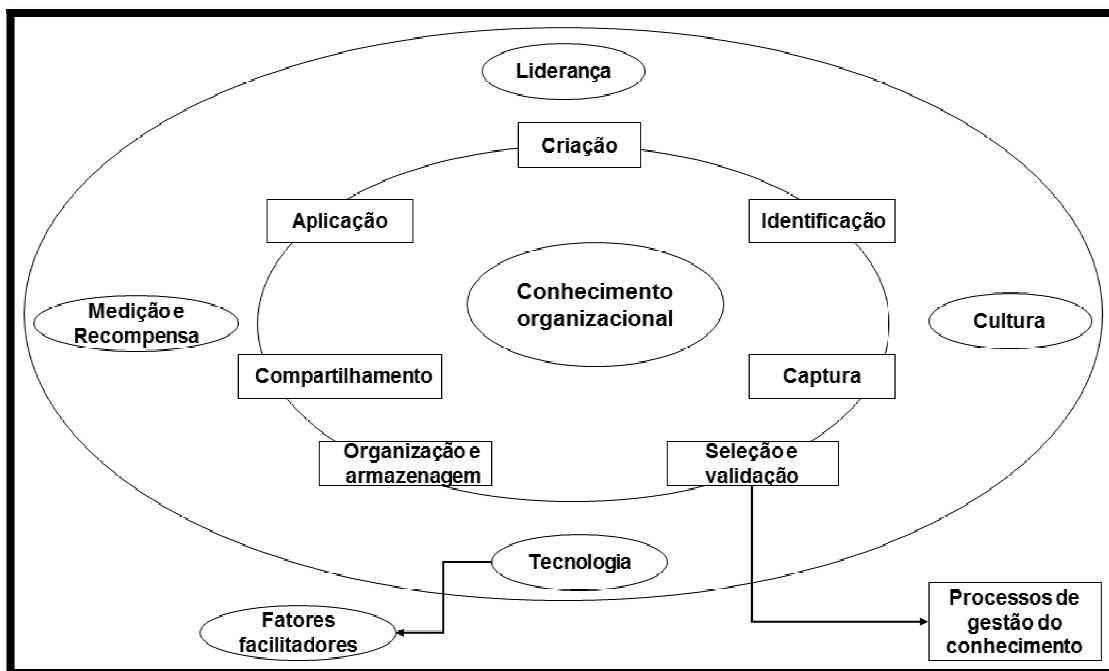 Liderança
Criação
Aplicação
Identificação
Conhecimento
organizacional
Medição e
Recompensa
Cultura
Compartilhamento
Captura
Organização e
armazenagem
Seleção e
validação
Tecnologia
Fatores
facilitadores
Processos de
gestão do
conhecimento